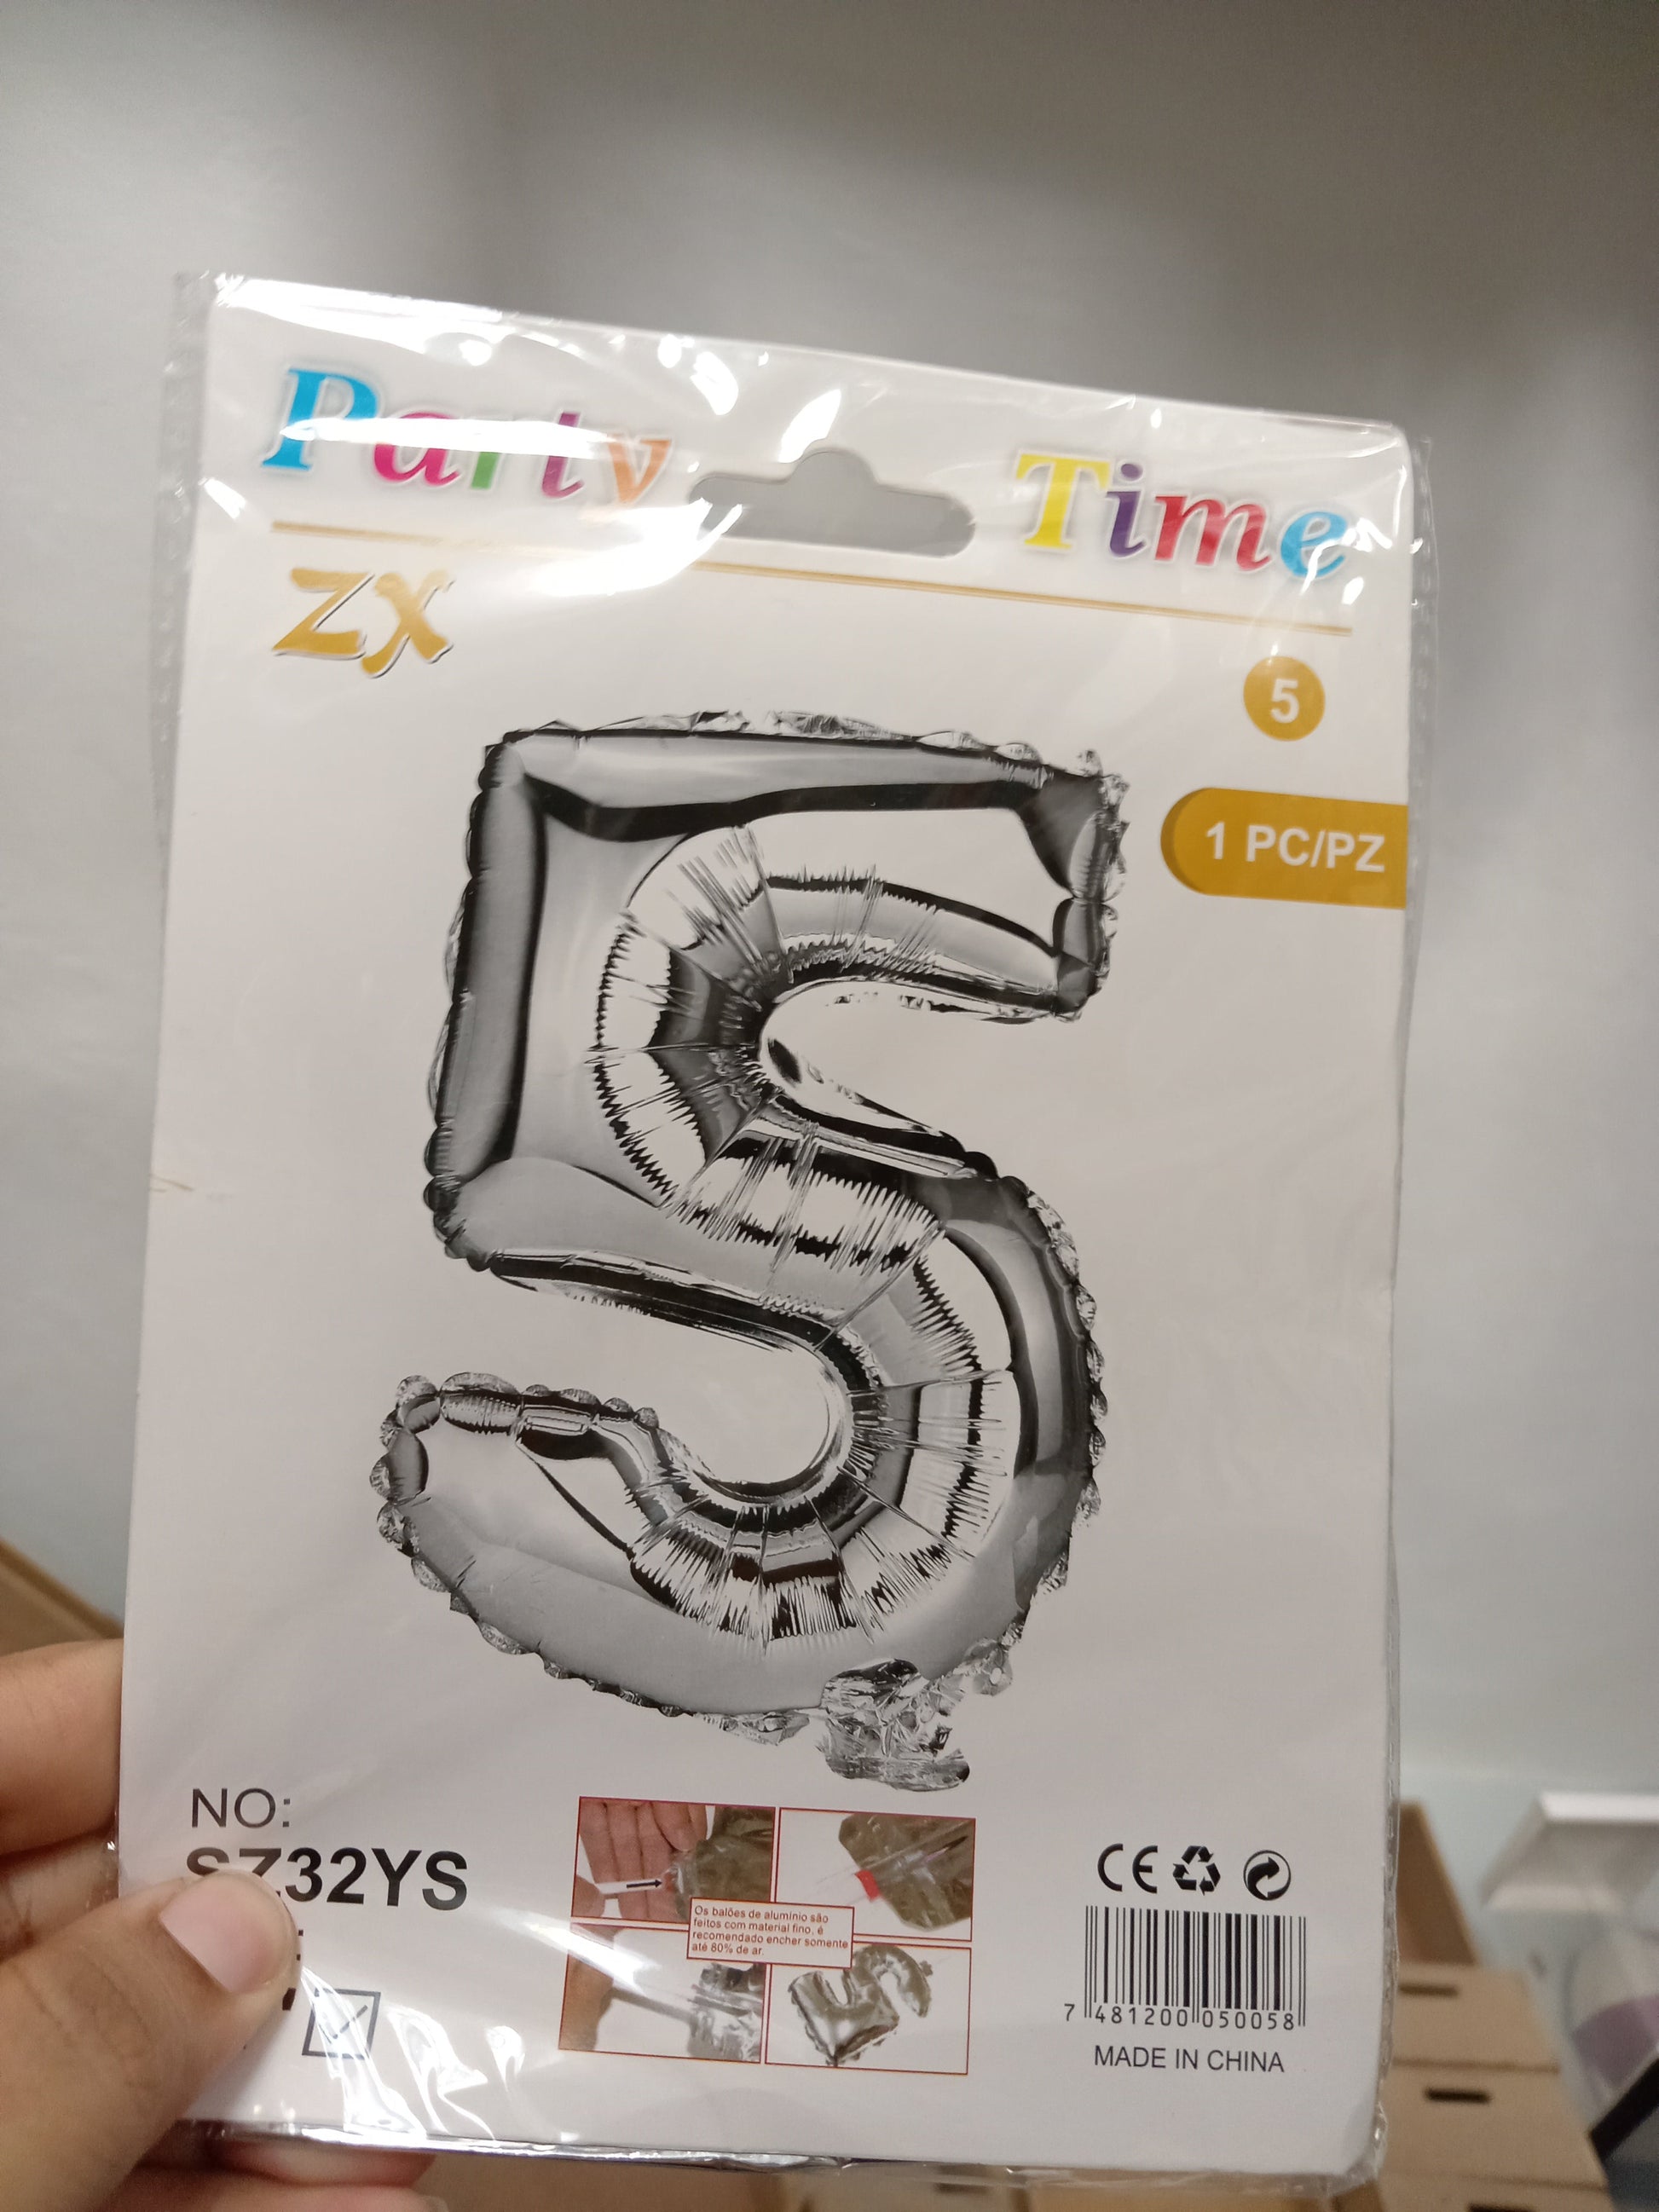 Party Time
ZX
5
1 PC/PZ
NO:
SZ32YS
Os balões de alumínio são
feitos com material fino, é
recomendado encher somente
até 80% de ar.
CE
7 481200 050058
MADE IN CHINA